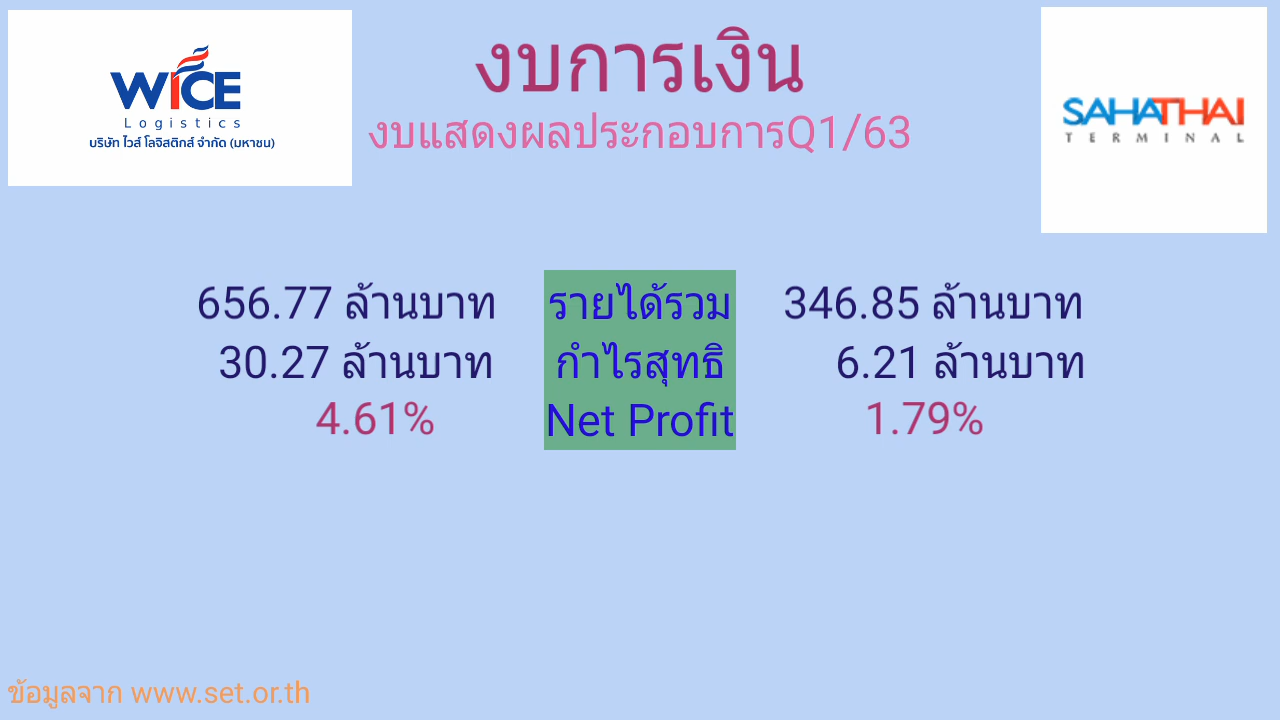 WICE
Logistics
บริษัท ไวส์ โลจิสติกส์ จำกัด (มหาชน)
งบการเงิน
งบแสดงผลประกอบการQ1/63
SAHATHAI
TERMINAL
656.77 ล้านบาท รายได้รวม 346.85 ล้านบาท
30.27 ล้านบาท กำไรสุทธิ 6.21 ล้านบาท
4.61% Net Profit 1.79%
ข้อมูลจาก www.set.or.th